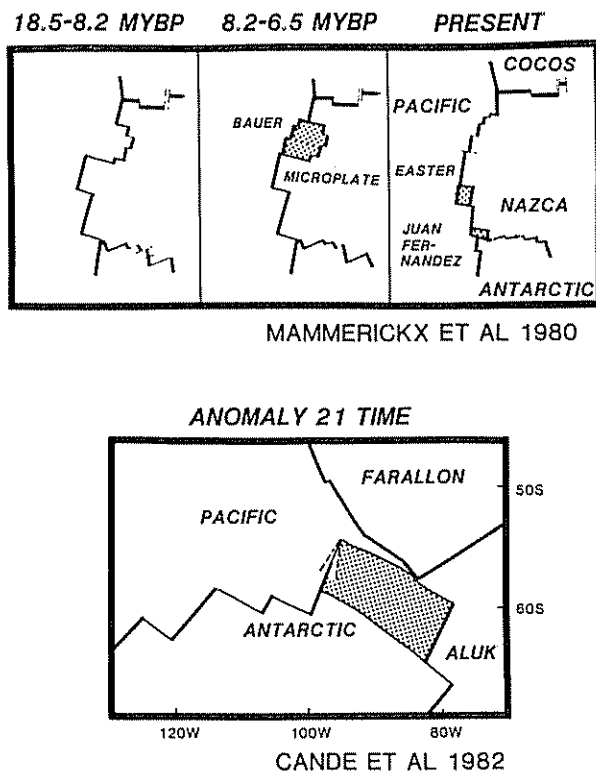 18.5-8.2 MYBP
8.2-6.5 MYBP
PRESENT
BAUER
MICROPLATE
COCOS
PACIFIC
EASTER
NAZCA
JUAN
FER-
NANDEZ
ANTARCTIC
MAMMERICKX ET AL 1980
ANOMALY 21 TIME
FARALLON
PACIFIC
50S
60S
ANTARCTIC
ALUK
120W
100W
80W
CANDE ET AL 1982